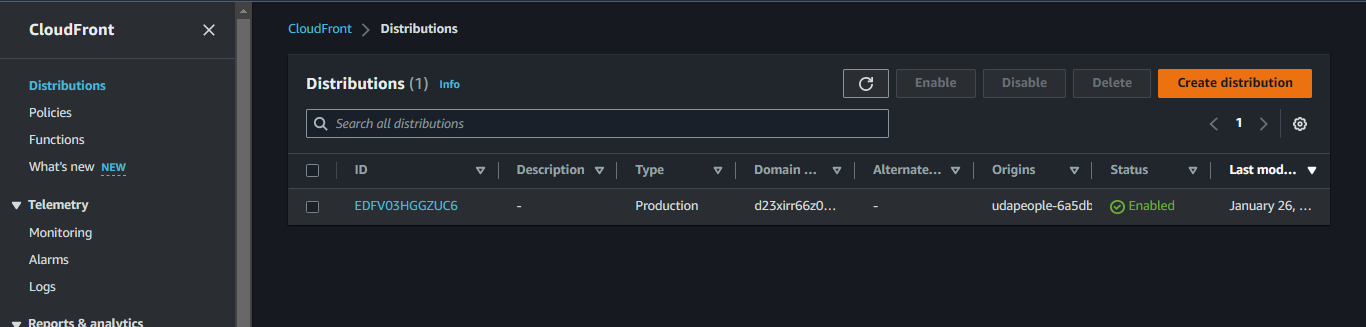 CloudFront
Distributions
Policies
Functions
What's new NEW
Telemetry
Monitoring
Alarms
Logs
Reports & analytics
CloudFront Distributions
Distributions (1) Info
Enable Disable Delete Create distribution
Search all distributions
1
ID Description Type Domain ... Alternate... Origins Status Last mod...
EDFV03HGGZUC6 - Production d23xirr66z0... - udapeople-6a5db Enabled January 26, ...